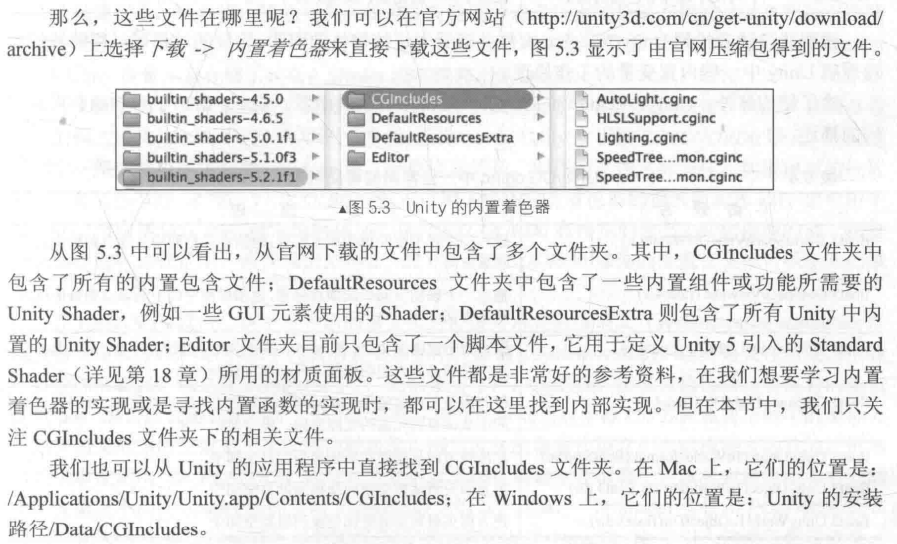 那么，这些文件在哪里呢？我们可以在官方网站（http://unity3d.com/cn/get-unity/download/
archive）上选择下载 -> 内置着色器来直接下载这些文件，图 5.3 显示了由官网压缩包得到的文件。
builtin_shaders-4.5.0
CGIncludes
AutoLight.cginc
builtin_shaders-4.6.5
DefaultResources
HLSLSupport.cginc
builtin_shaders-5.0.1f1
DefaultResourcesExtra
Lighting.cginc
builtin_shaders-5.1.0f3
Editor
SpeedTree...mon.cginc
builtin_shaders-5.2.1f1
SpeedTree...mon.cginc
▲图 5.3 Unity 的内置着色器
从图 5.3 中可以看出，从官网下载的文件中包含了多个文件夹。其中，CGIncludes 文件夹中
包含了所有的内置包含文件；DefaultResources 文件夹中包含了一些内置组件或功能所需要的
Unity Shader，例如一些 GUI 元素使用的 Shader；DefaultResourcesExtra 则包含了所有 Unity 中内
置的 Unity Shader；Editor 文件夹目前只包含了一个脚本文件，它用于定义 Unity 5 引入的 Standard
Shader（详见第 18 章）所用的材质面板。这些文件都是非常好的参考资料，在我们想要学习内置
着色器的实现或是寻找内置函数的实现时，都可以在这里找到内部实现。但在本节中，我们只关
注 CGIncludes 文件夹下的相关文件。
我们也可以从 Unity 的应用程序中直接找到 CGIncludes 文件夹。在 Mac 上，它们的位置是：
/Applications/Unity/Unity.app/Contents/CGIncludes；在 Windows 上，它们的位置是：Unity 的安装
路径/Data/CGIncludes。